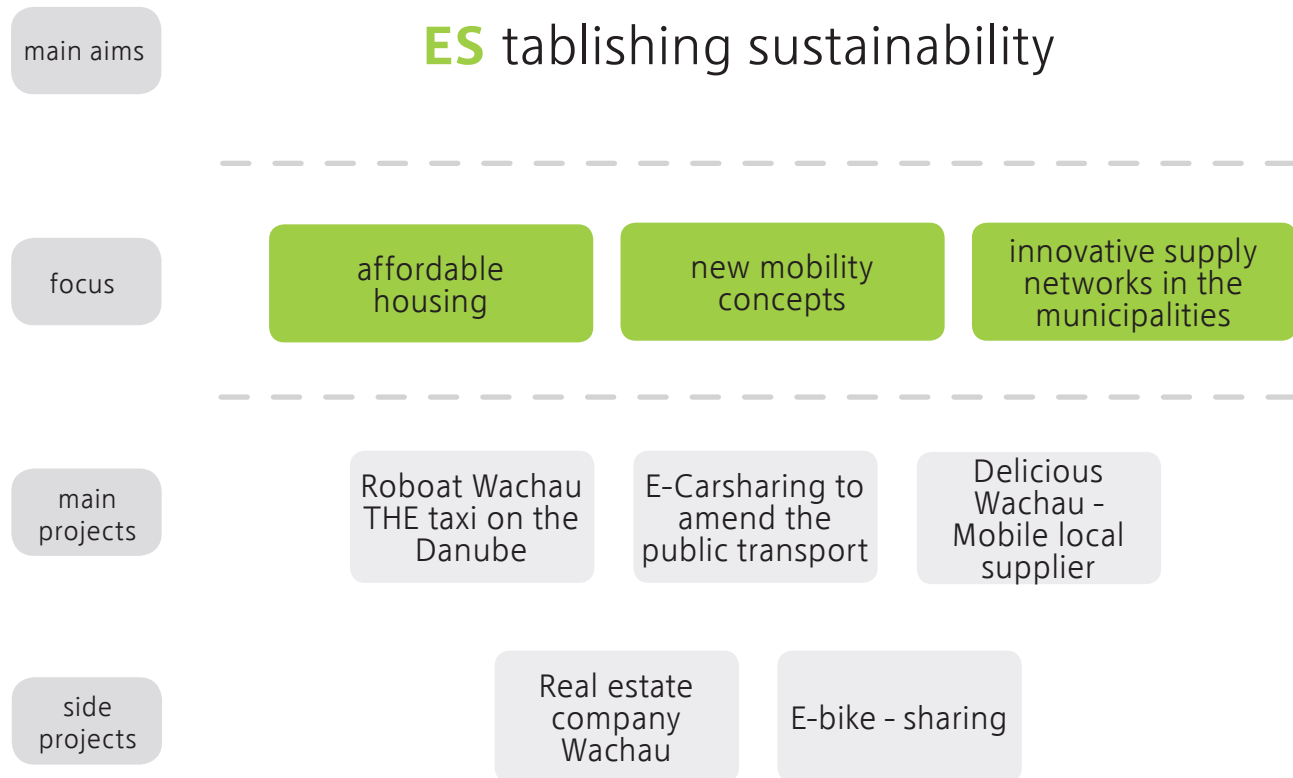 main aims
ES tablishing sustainability
focus
affordable
housing
new mobility
concepts
innovative supply
networks in the
municipalities
main
projects
Roboat Wachau
THE taxi on the
Danube
E-Carsharing to
amend the
public transport
Delicious
Wachau -
Mobile local
supplier
side
projects
Real estate
company
Wachau
E-bike - sharing